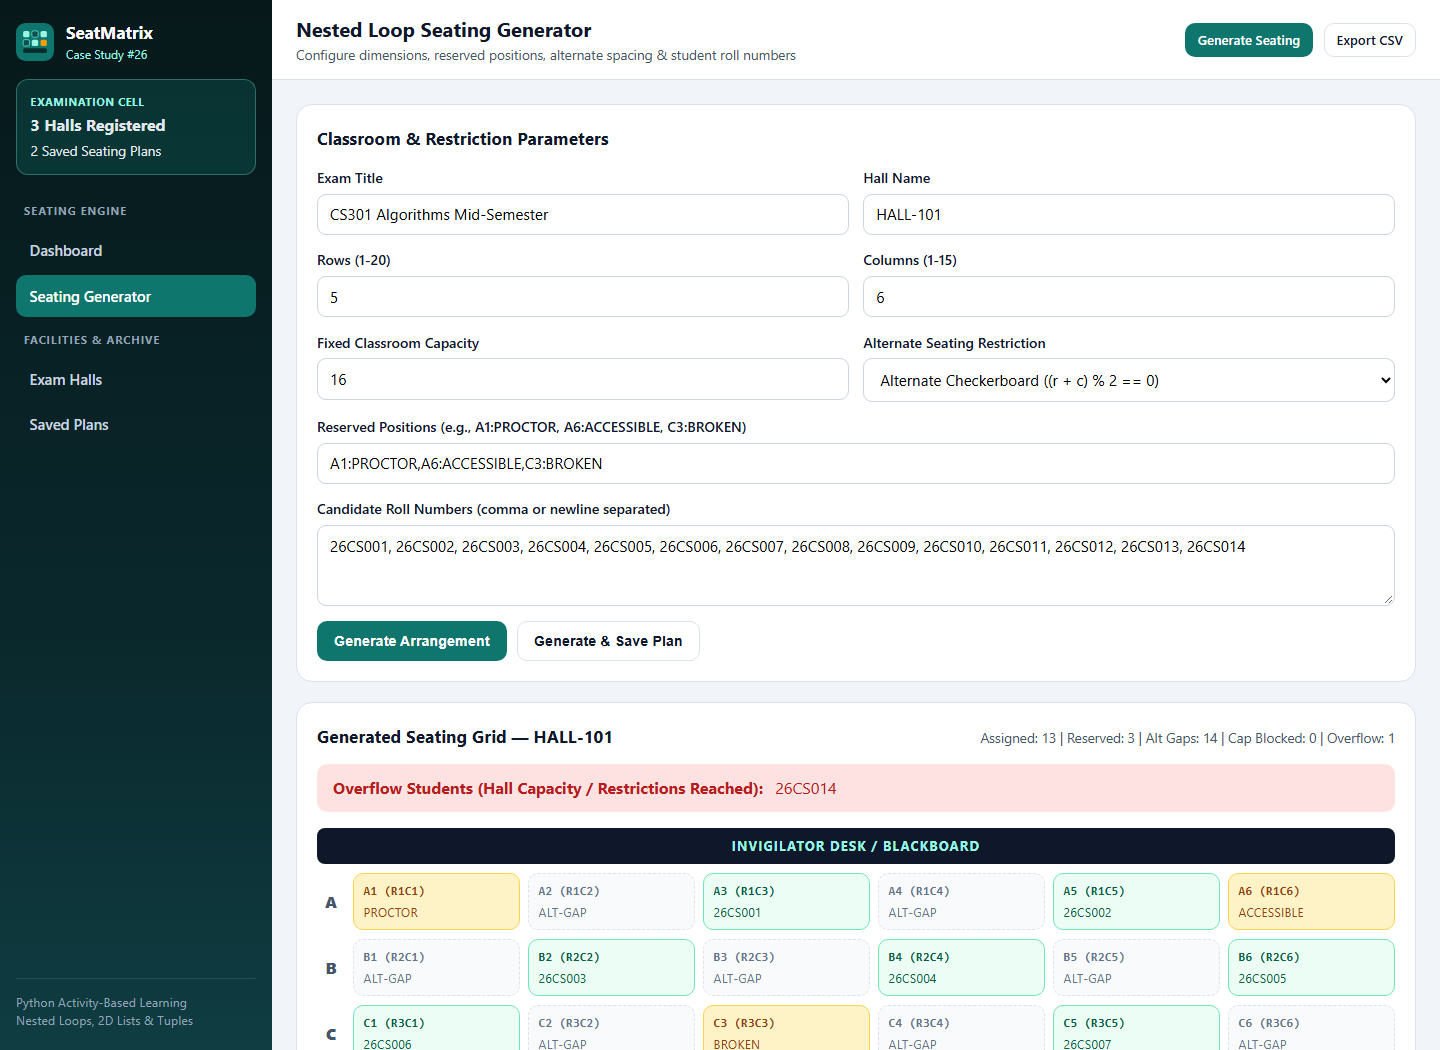 SeatMatrix
Case Study #26
EXAMINATION CELL
3 Halls Registered
2 Saved Seating Plans
SEATING ENGINE
Dashboard
Seating Generator
FACILITIES & ARCHIVE
Exam Halls
Saved Plans
Python Activity-Based Learning
Nested Loops, 2D Lists & Tuples
Nested Loop Seating Generator
Configure dimensions, reserved positions, alternate spacing & student roll numbers
Generate Seating
Export CSV
Classroom & Restriction Parameters
Exam Title
Hall Name
CS301 Algorithms Mid-Semester
HALL-101
Rows (1-20)
Columns (1-15)
5
6
Fixed Classroom Capacity
Alternate Seating Restriction
16
Alternate Checkerboard ((r + c) % 2 == 0)
Reserved Positions (e.g., A1:PROCTOR, A6:ACCESSIBLE, C3:BROKEN)
A1:PROCTOR,A6:ACCESSIBLE,C3:BROKEN
Candidate Roll Numbers (comma or newline separated)
26CS001, 26CS002, 26CS003, 26CS004, 26CS005, 26CS006, 26CS007, 26CS008, 26CS009, 26CS010, 26CS011, 26CS012, 26CS013, 26CS014
Generate Arrangement
Generate & Save Plan
Generated Seating Grid — HALL-101
Assigned: 13 | Reserved: 3 | Alt Gaps: 14 | Cap Blocked: 0 | Overflow: 1
Overflow Students (Hall Capacity / Restrictions Reached): 26CS014
INVIGILATOR DESK / BLACKBOARD
A
A1 (R1C1)
PROCTOR
A2 (R1C2)
ALT-GAP
A3 (R1C3)
26CS001
A4 (R1C4)
ALT-GAP
A5 (R1C5)
26CS002
A6 (R1C6)
ACCESSIBLE
B
B1 (R2C1)
ALT-GAP
B2 (R2C2)
26CS003
B3 (R2C3)
ALT-GAP
B4 (R2C4)
26CS004
B5 (R2C5)
ALT-GAP
B6 (R2C6)
26CS005
C
C1 (R3C1)
26CS006
C2 (R3C2)
ALT-GAP
C3 (R3C3)
BROKEN
C4 (R3C4)
ALT-GAP
C5 (R3C5)
26CS007
C6 (R3C6)
ALT-GAP